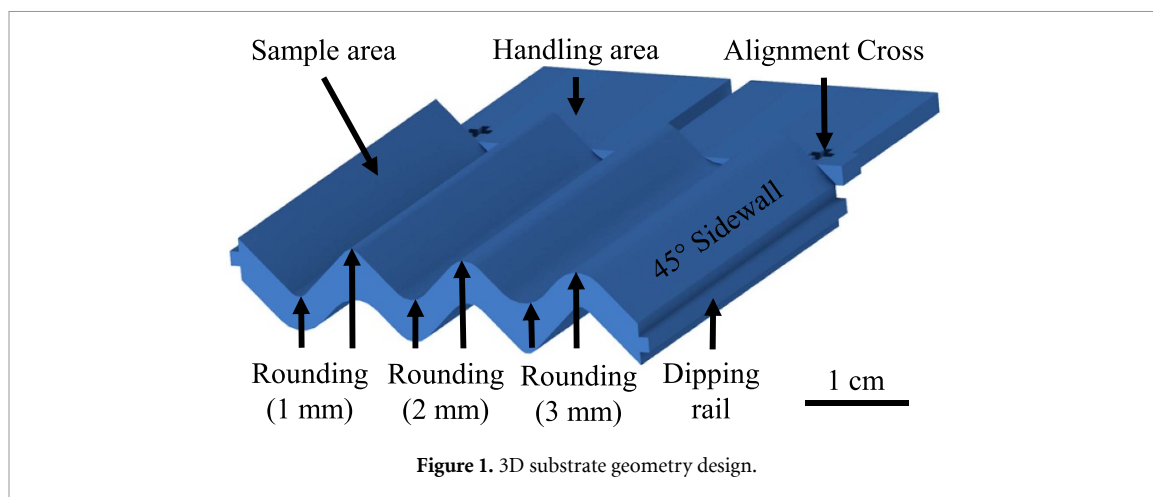 Sample area
Handling area
Alignment Cross
45° Sidewall
Rounding
(1 mm)
Rounding
(2 mm)
Rounding
(3 mm)
Dipping
rail
1 cm
Figure 1. 3D substrate geometry design.